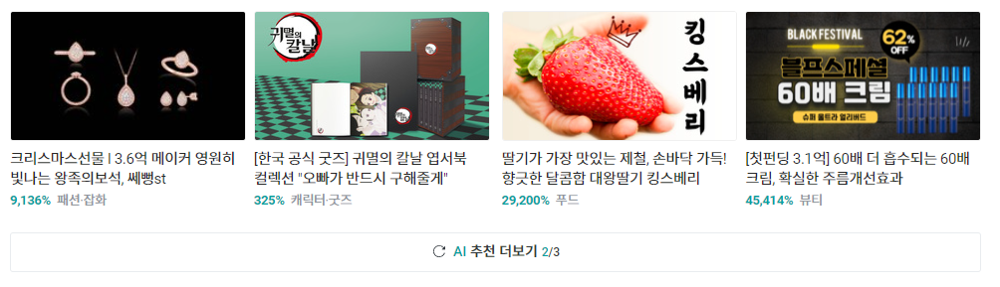 귀멸의
칼날
킹스베리
BLACK FESTIVAL
62%
OFF
블프스페셜
60배 크림
슈퍼 울트라 얼리버드
크리스마스선물 I 3.6억 메이커 영원히
빛나는 왕족의보석, 쎄뻥st
9,136% 패션·잡화
[한국 공식 굿즈] 귀멸의 칼날 엽서북
컬렉션 "오빠가 반드시 구해줄게"
325% 캐릭터·굿즈
딸기가 가장 맛있는 제철, 손바닥 가득!
향긋한 달콤함 대왕딸기 킹스베리
29,200% 푸드
[첫펀딩 3.1억] 60배 더 흡수되는 60배
크림, 확실한 주름개선효과
45,414% 뷰티
AI 추천 더보기 2/3